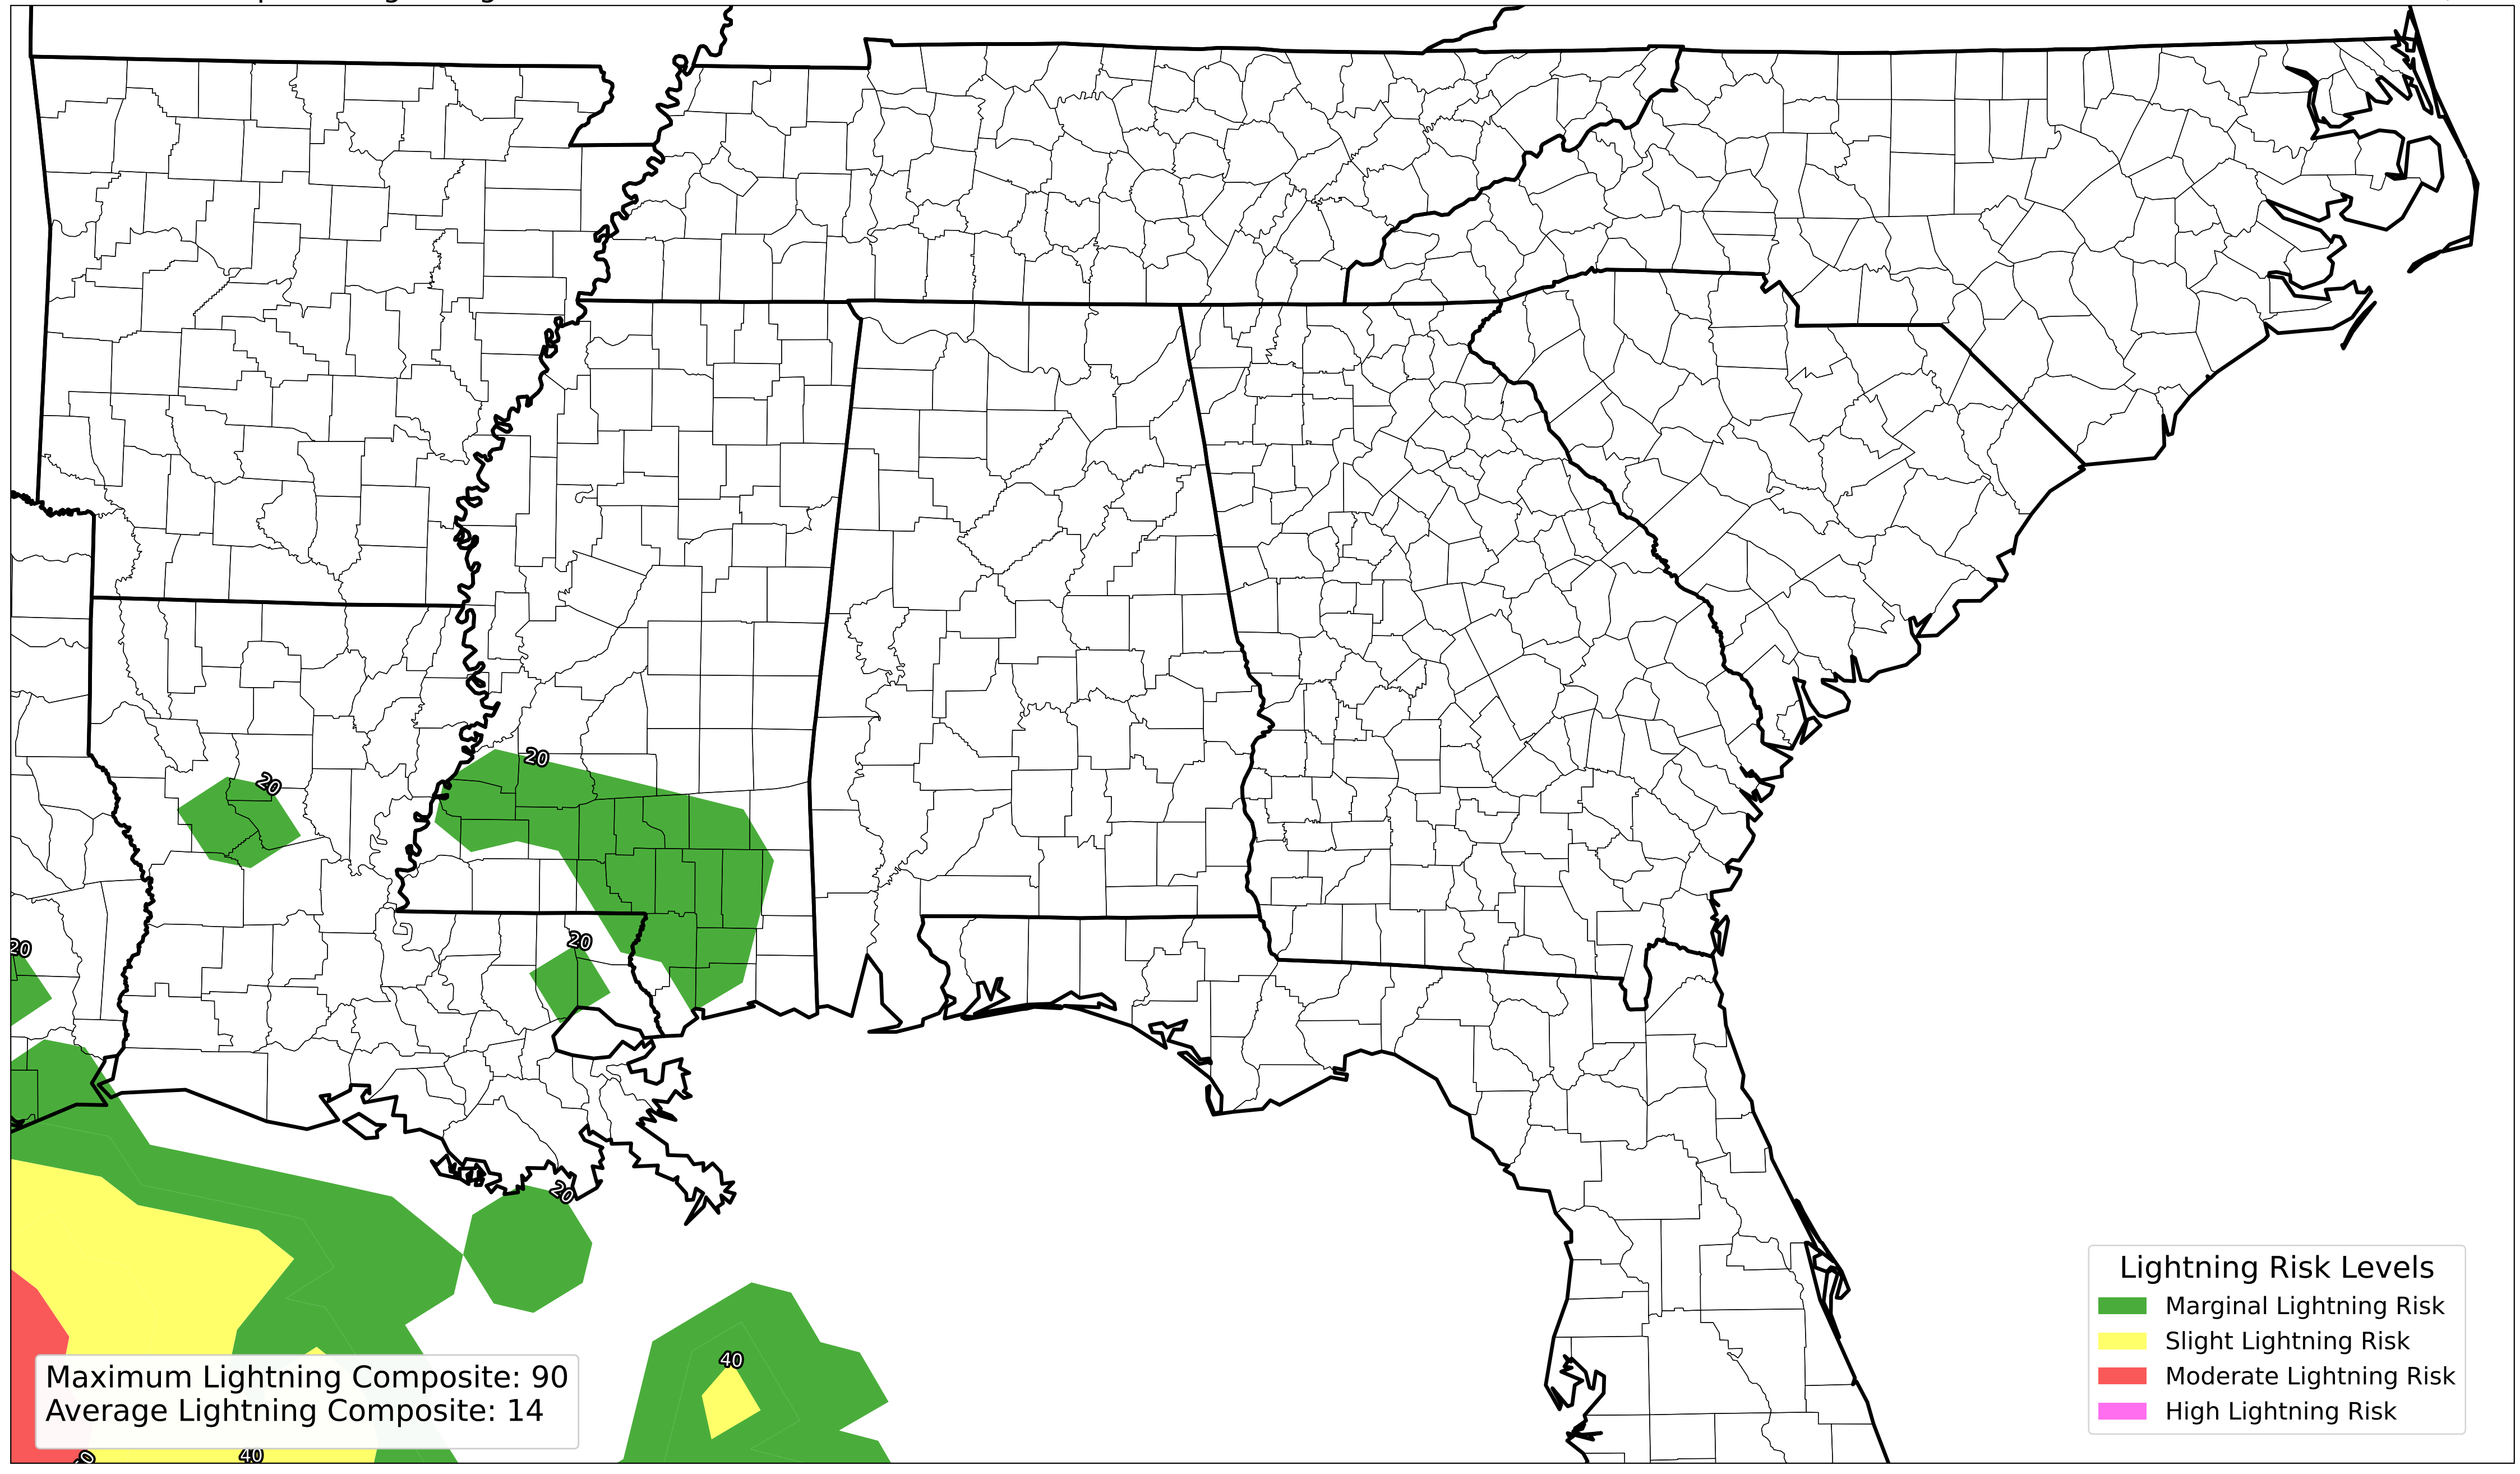 20
20
20
20
20
40
40
Lightning Risk Levels
Marginal Lightning Risk
Slight Lightning Risk
Moderate Lightning Risk
High Lightning Risk
Maximum Lightning Composite: 90
Average Lightning Composite: 14